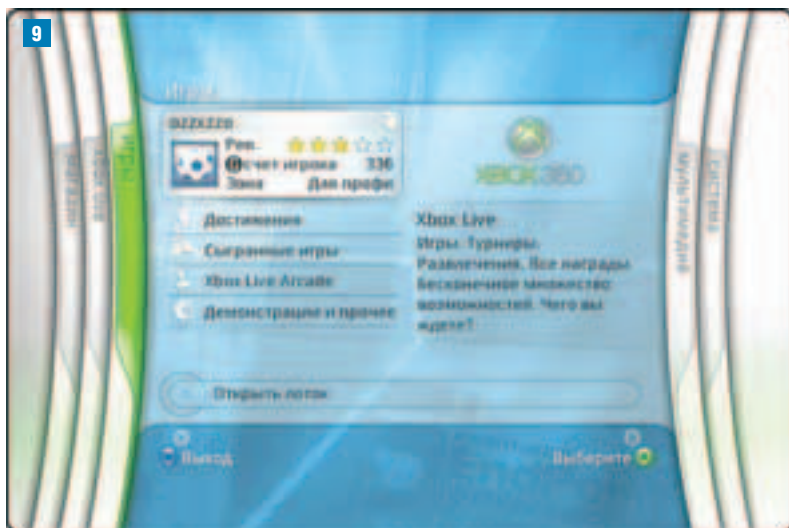 9
Игры
Реп.
Счет игрока 336
Зона Для профи
XBOX 360
Достижения
Сыгранные игры
Xbox Live Arcade
Демонстрации и прочее
Xbox Live
Игры. Турниры.
Развлечения. Все награды.
Бесконечное множество
возможностей. Чего вы
ждете?
Открыть лоток
Выход
Выберите
магазин
игры
мультимедиа
система